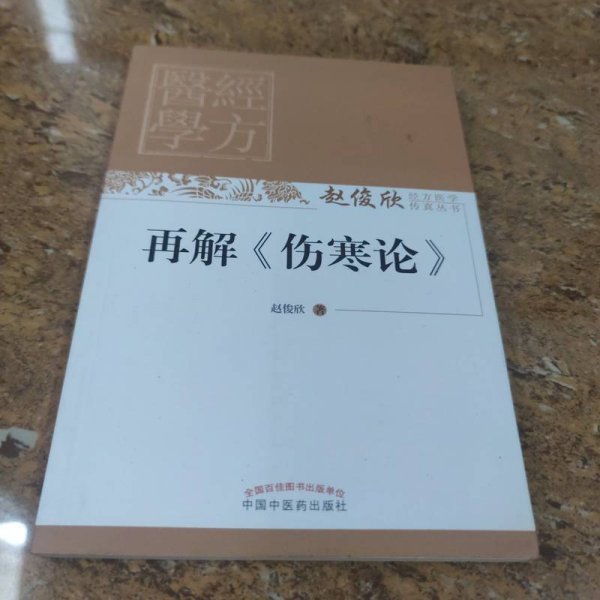 經方
醫學
赵俊欣 经方医学
传真丛书
再解《伤寒论》
赵俊欣 著
全国百佳图书出版单位
中国中医药出版社